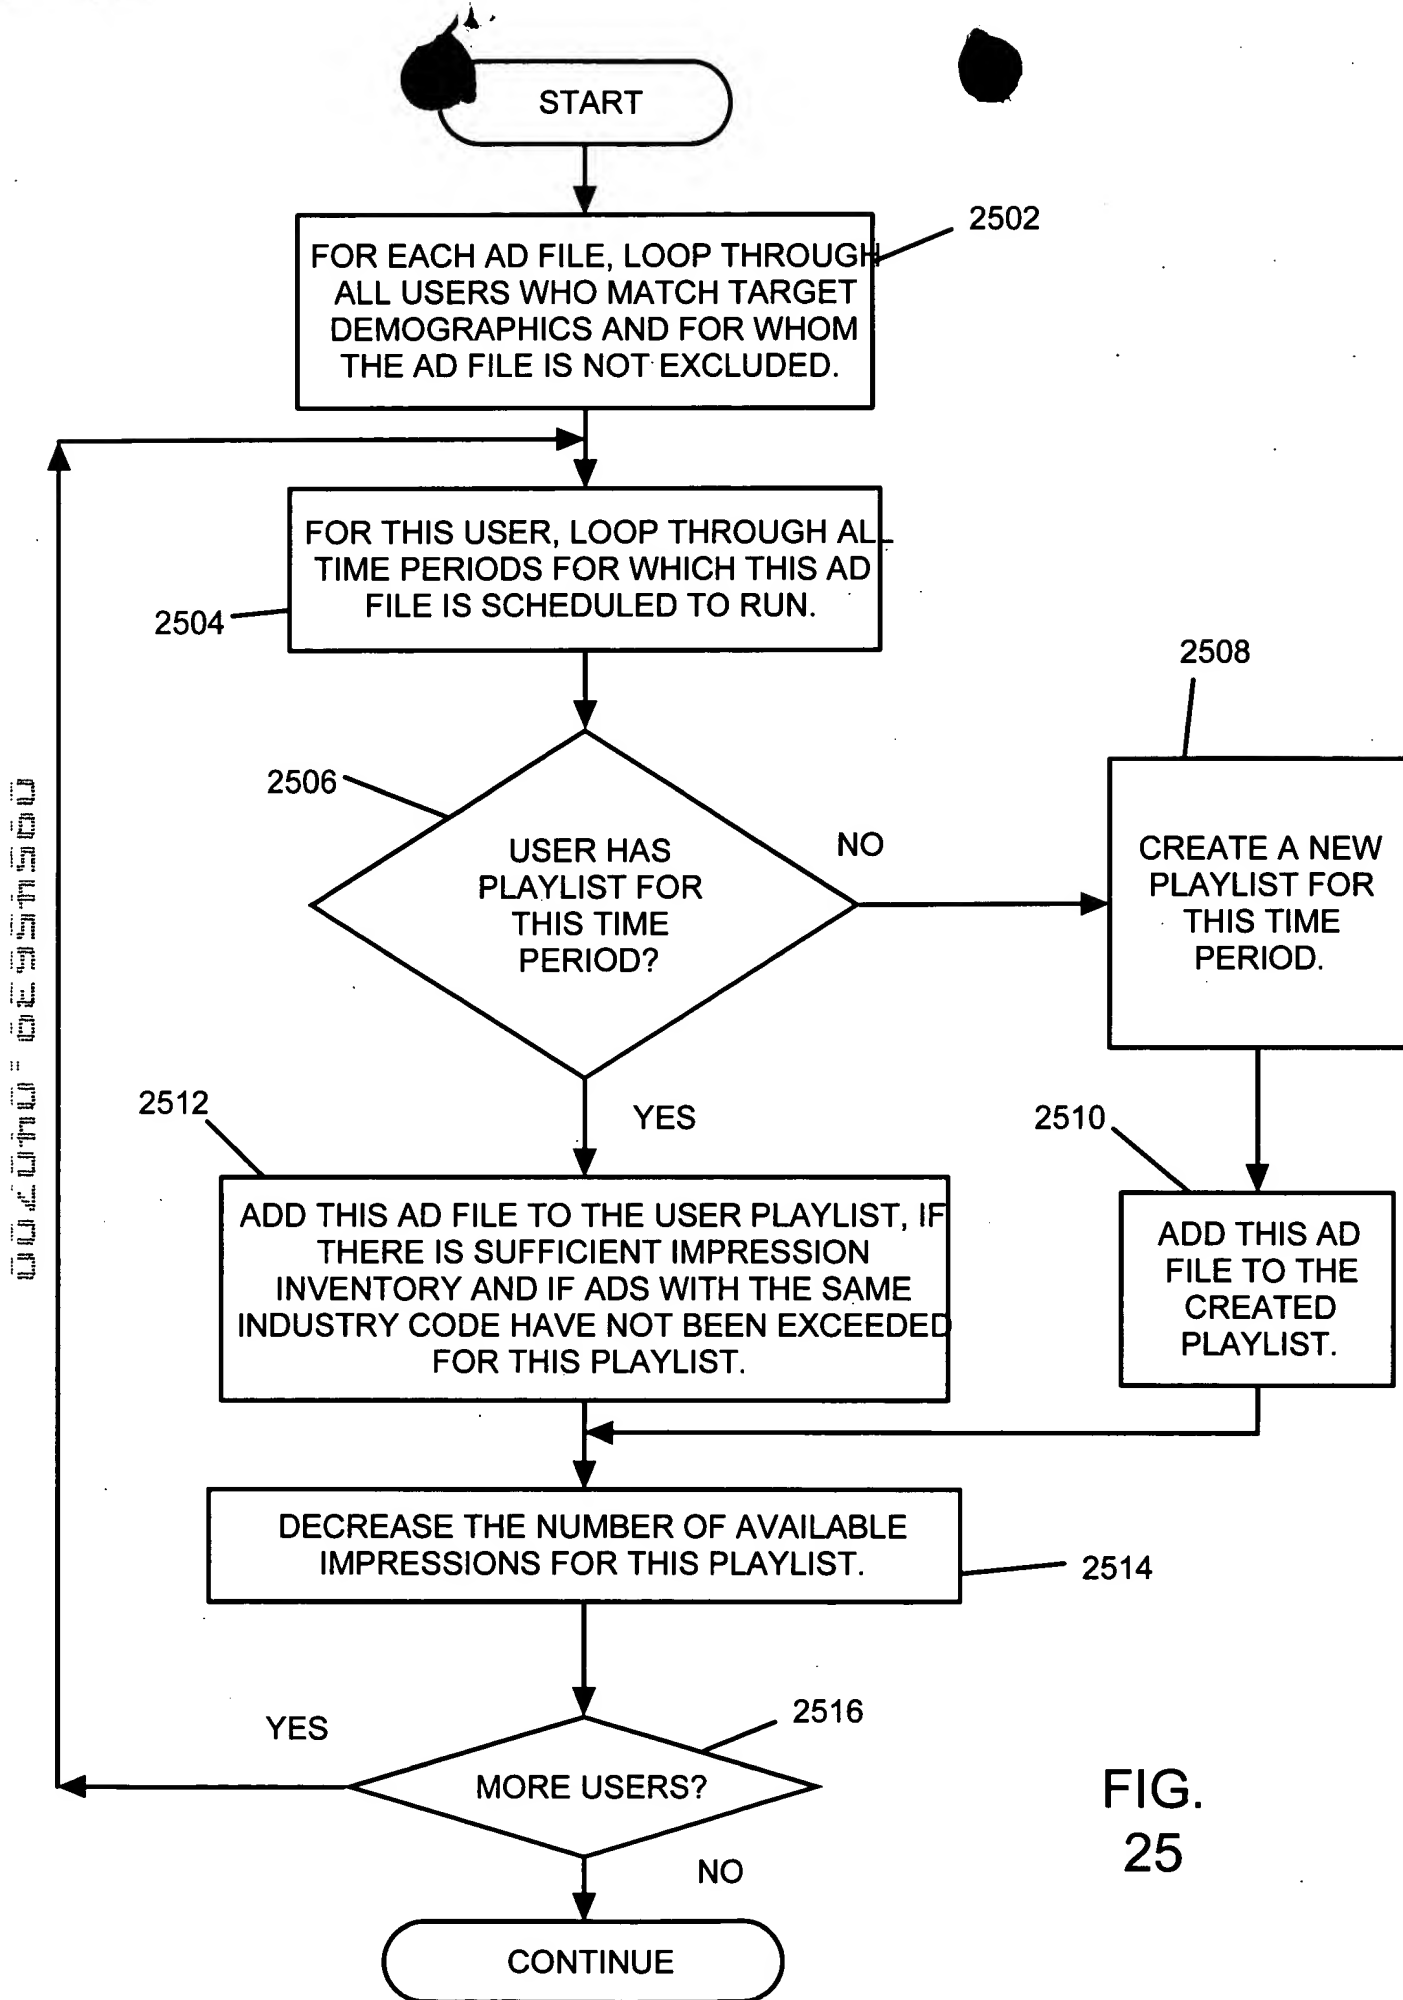 START
2502
FOR EACH AD FILE, LOOP THROUGH
ALL USERS WHO MATCH TARGET
DEMOGRAPHICS AND FOR WHOM
THE AD FILE IS NOT EXCLUDED.
FOR THIS USER, LOOP THROUGH ALL
TIME PERIODS FOR WHICH THIS AD
FILE IS SCHEDULED TO RUN.
2504
2506
USER HAS
PLAYLIST FOR
THIS TIME
PERIOD?
NO
2508
CREATE A NEW
PLAYLIST FOR
THIS TIME
PERIOD.
YES
2510
ADD THIS AD
FILE TO THE
CREATED
PLAYLIST.
2512
ADD THIS AD FILE TO THE USER PLAYLIST, IF
THERE IS SUFFICIENT IMPRESSION
INVENTORY AND IF ADS WITH THE SAME
INDUSTRY CODE HAVE NOT BEEN EXCEEDED
FOR THIS PLAYLIST.
DECREASE THE NUMBER OF AVAILABLE
IMPRESSIONS FOR THIS PLAYLIST.
2514
YES
2516
MORE USERS?
NO
CONTINUE
FIG.
25